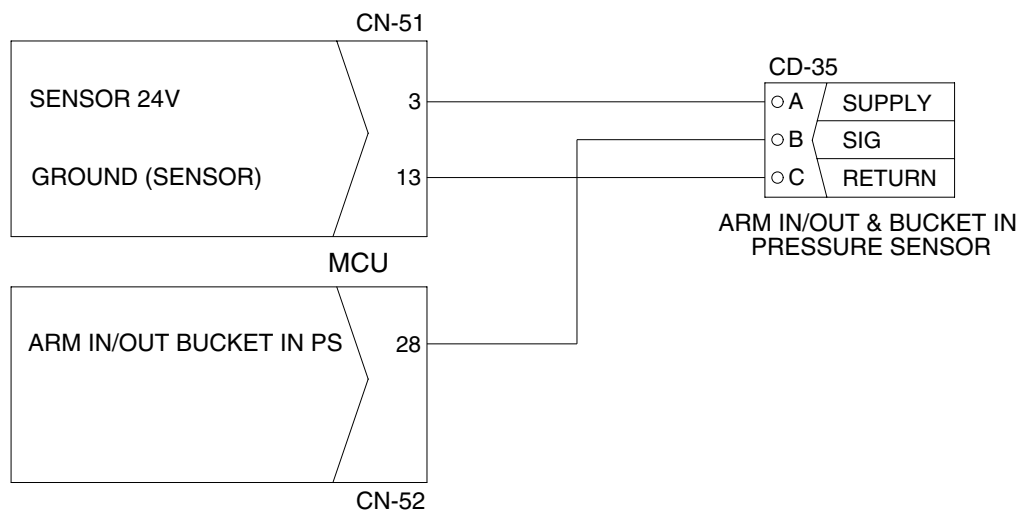 CN-51
SENSOR 24V 3
GROUND (SENSOR) 13
MCU
ARM IN/OUT BUCKET IN PS 28
CN-52
CD-35
A SUPPLY
B SIG
C RETURN
ARM IN/OUT & BUCKET IN
PRESSURE SENSOR